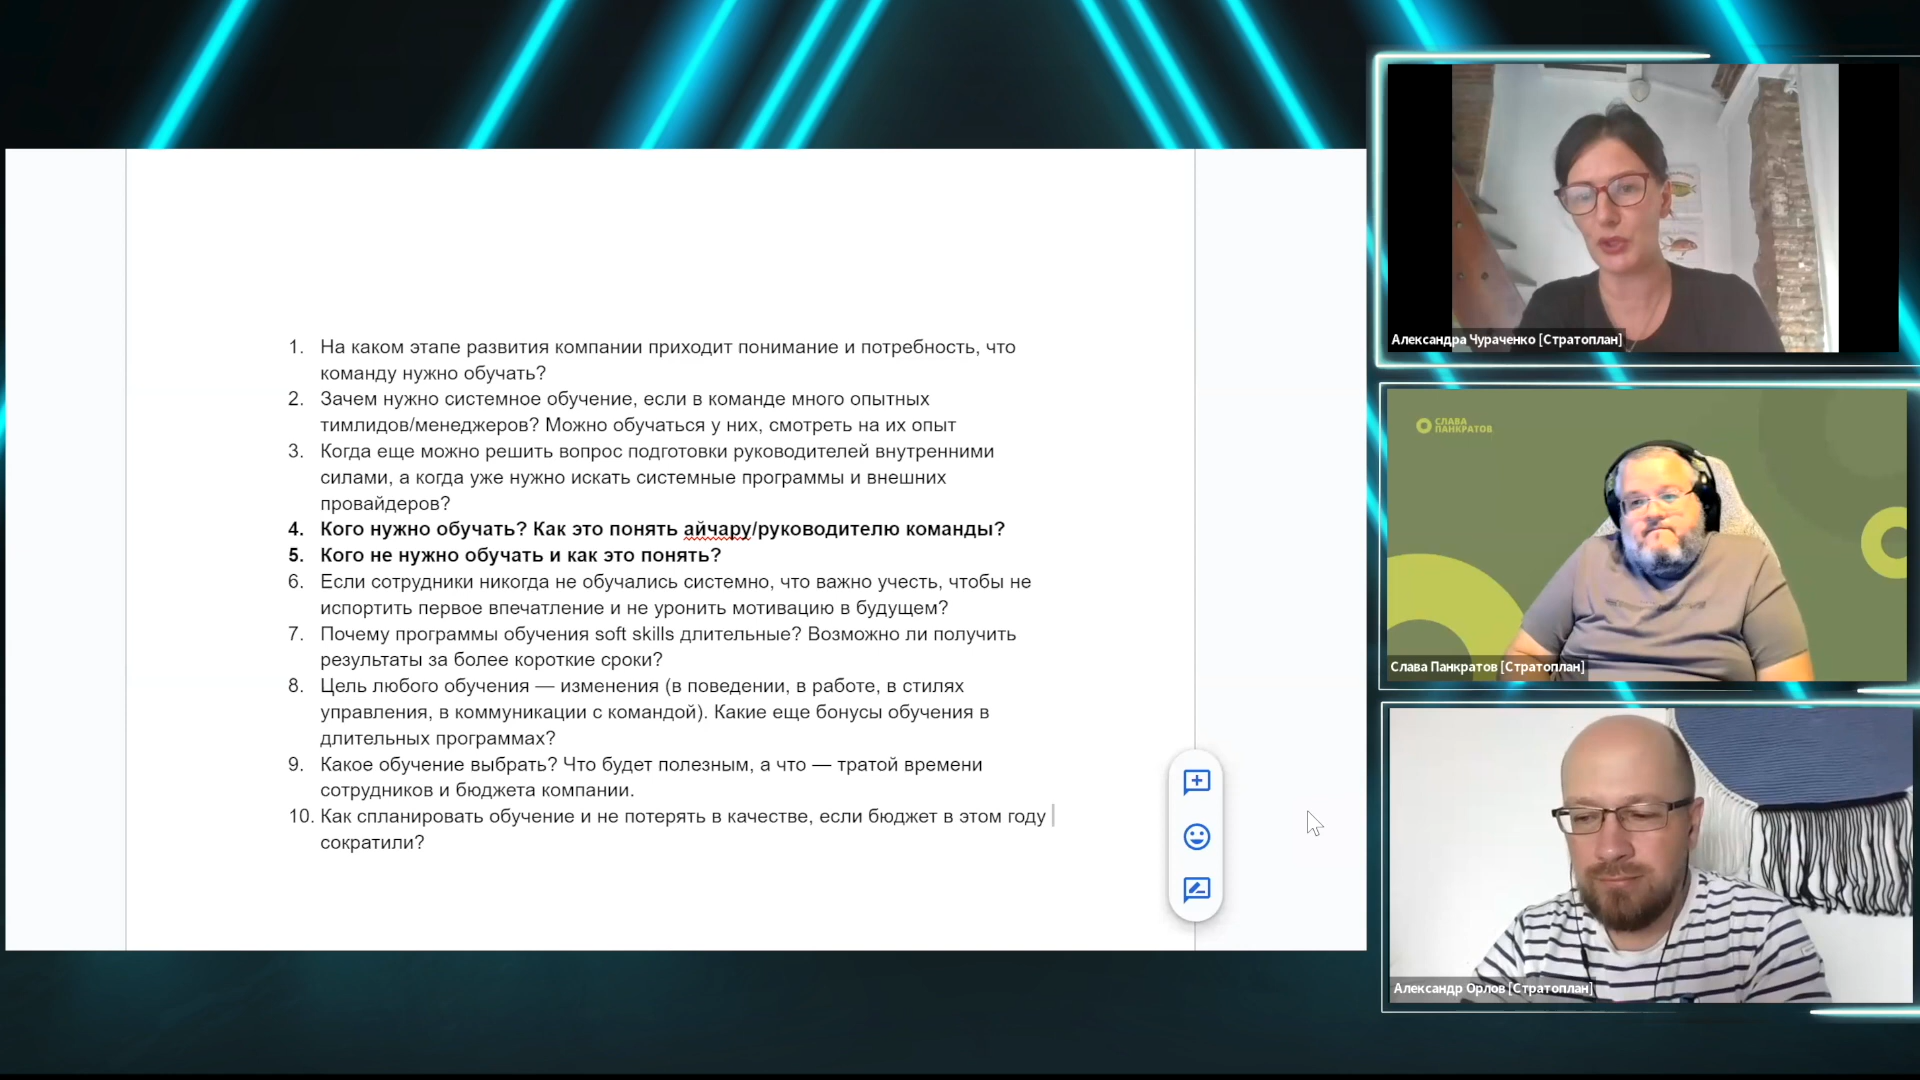 1. На каком этапе развития компании приходит понимание и потребность, что
команду нужно обучать?
2. Зачем нужно системное обучение, если в команде много опытных
тимлидов/менеджеров? Можно обучаться у них, смотреть на их опыт
3. Когда еще можно решить вопрос подготовки руководителей внутренними
силами, а когда уже нужно искать системные программы и внешних
провайдеров?
4. Кого нужно обучать? Как это понять айчару/руководителю команды?
5. Кого не нужно обучать и как это понять?
6. Если сотрудники никогда не обучались системно, что важно учесть, чтобы не
испортить первое впечатление и не уронить мотивацию в будущем?
7. Почему программы обучения soft skills длительные? Возможно ли получить
результаты за более короткие сроки?
8. Цель любого обучения — изменения (в поведении, в работе, в стилях
управления, в коммуникации с командой). Какие еще бонусы обучения в
длительных программах?
9. Какое обучение выбрать? Что будет полезным, а что — тратой времени
сотрудников и бюджета компании.
10. Как спланировать обучение и не потерять в качестве, если бюджет в этом году
сократили?
Александра Чураченко [Стратоплан]
СЛАВА
ПАНКРАТОВ
Слава Панкратов [Стратоплан]
Александр Орлов [Стратоплан]